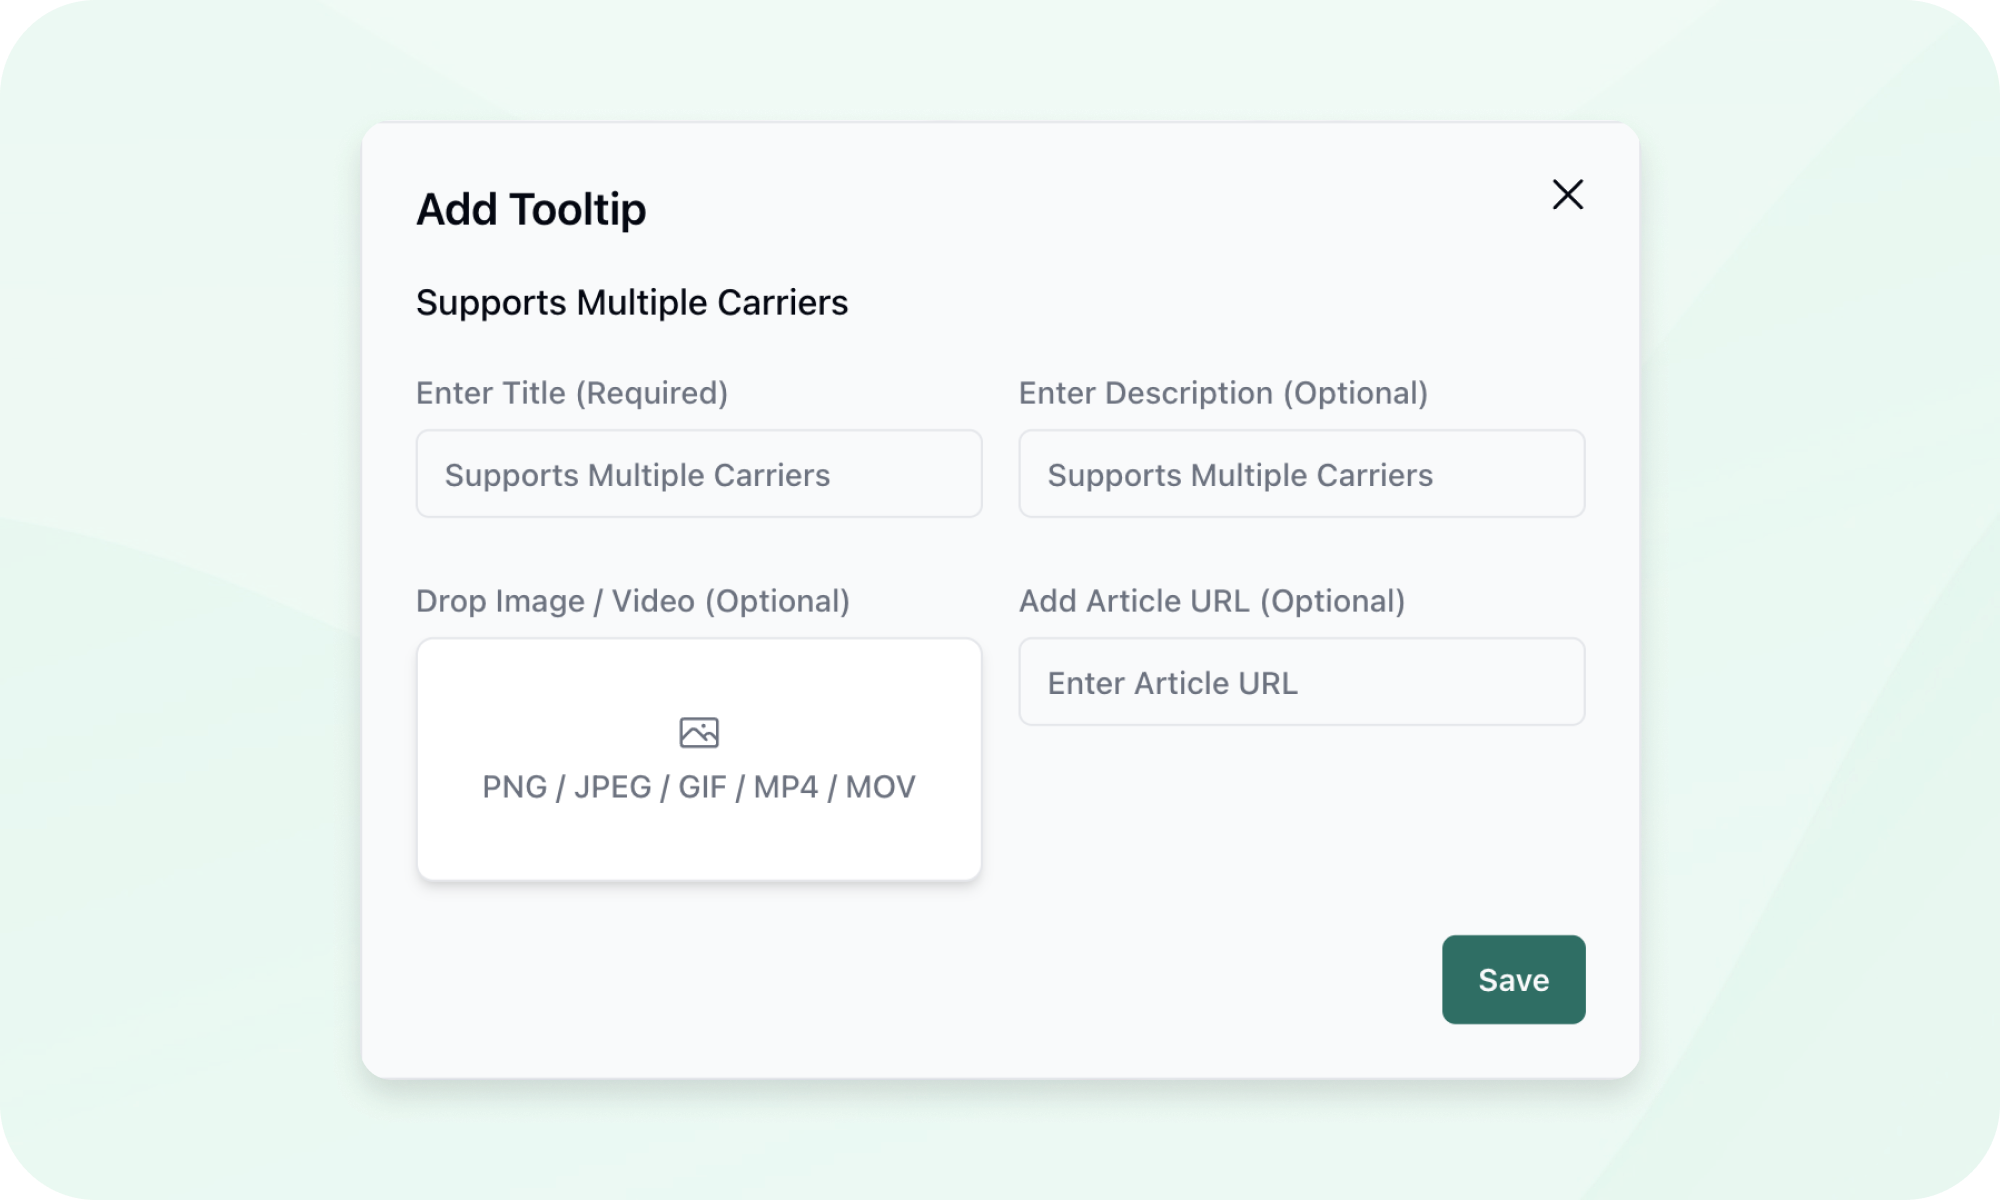 Add Tooltip
Supports Multiple Carriers
Enter Title (Required)
Supports Multiple Carriers
Enter Description (Optional)
Supports Multiple Carriers
Drop Image / Video (Optional)
PNG / JPEG / GIF / MP4 / MOV
Add Article URL (Optional)
Enter Article URL
Save